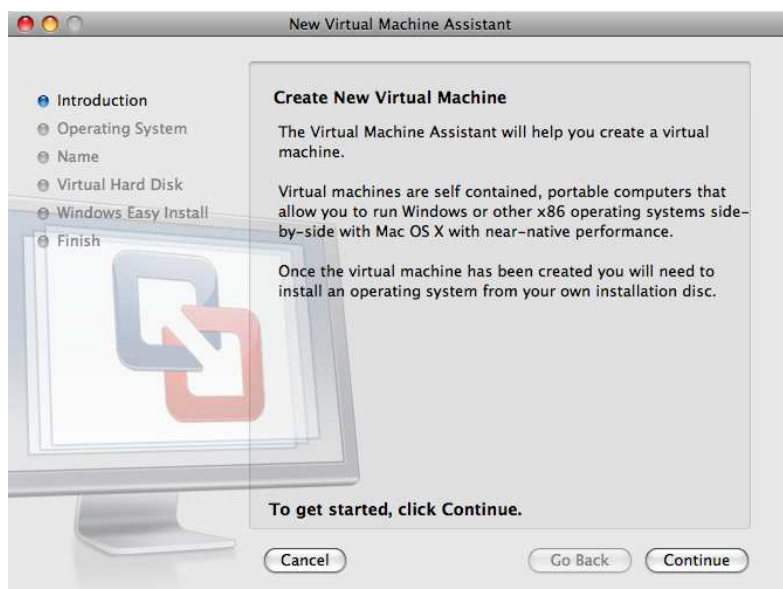 New Virtual Machine Assistant
Introduction
Operating System
Name
Virtual Hard Disk
Windows Easy Install
Finish
Create New Virtual Machine
The Virtual Machine Assistant will help you create a virtual
machine.
Virtual machines are self contained, portable computers that
allow you to run Windows or other x86 operating systems side-
by-side with Mac OS X with near-native performance.
Once the virtual machine has been created you will need to
install an operating system from your own installation disc.
To get started, click Continue.
Cancel
Go Back
Continue